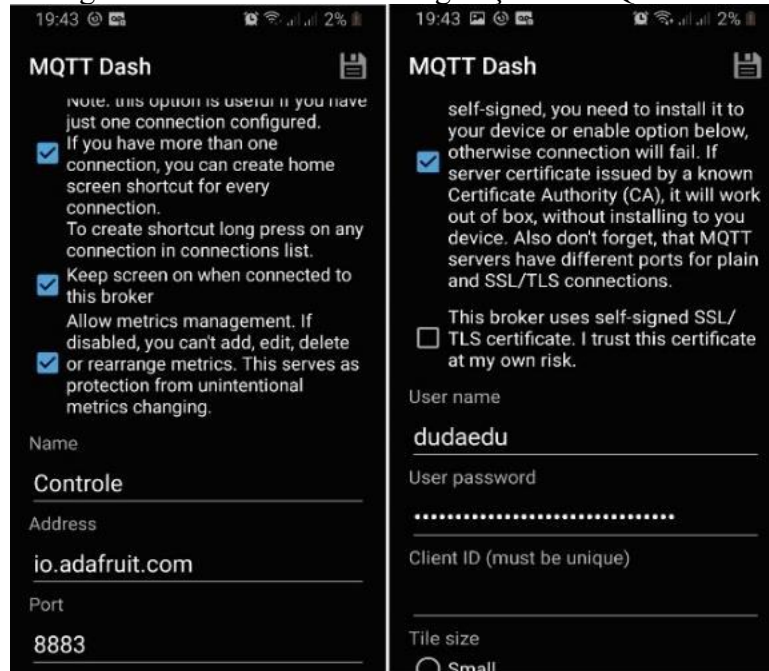 19:43 2%
MQTT Dash
Note: this option is useful if you have
just one connection configured.
If you have more than one
connection, you can create home
screen shortcut for every
connection.
To create shortcut long press on any
connection in connections list.
Keep screen on when connected to
this broker
Allow metrics management. If
disabled, you can't add, edit, delete
or rearrange metrics. This serves as
protection from unintentional
metrics changing.
Name
Controle
Address
io.adafruit.com
Port
8883
19:43 2%
MQTT Dash
self-signed, you need to install it to
your device or enable option below,
otherwise connection will fail. If
server certificate issued by a known
Certificate Authority (CA), it will work
out of box, without installing to you
device. Also don't forget, that MQTT
servers have different ports for plain
and SSL/TLS connections.
This broker uses self-signed SSL/
TLS certificate. I trust this certificate
at my own risk.
User name
dudaedu
User password
••••••••••••••••••••••••••••••••
Client ID (must be unique)
Tile size
Small